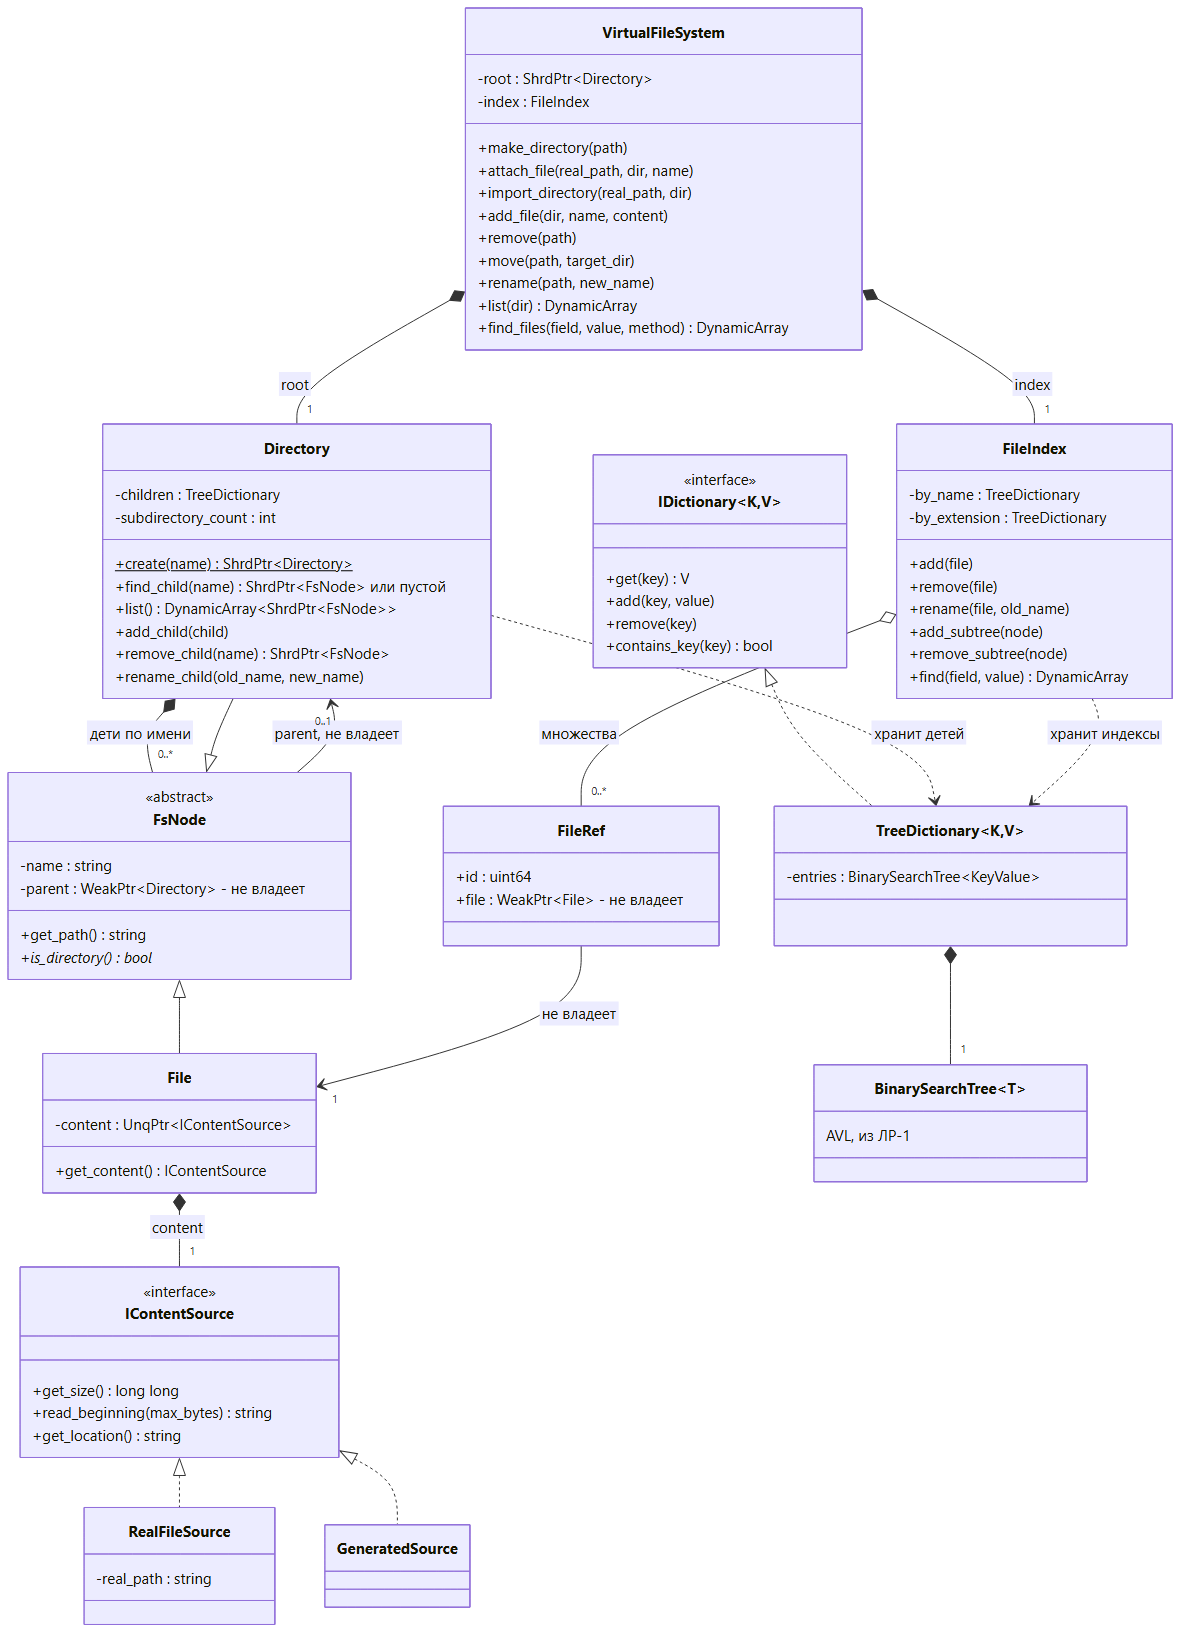 VirtualFileSystem
-root : ShrdPtr<Directory>
-index : FileIndex
+make_directory(path)
+attach_file(real_path, dir, name)
+import_directory(real_path, dir)
+add_file(dir, name, content)
+remove(path)
+move(path, target_dir)
+rename(path, new_name)
+list(dir) : DynamicArray
+find_files(field, value, method) : DynamicArray
root
1
index
1
Directory
-children : TreeDictionary
-subdirectory_count : int
+create(name) : ShrdPtr<Directory>
+find_child(name) : ShrdPtr<FsNode> или пустой
+list() : DynamicArray<ShrdPtr<FsNode>>
+add_child(child)
+remove_child(name) : ShrdPtr<FsNode>
+rename_child(old_name, new_name)
«interface»
IDictionary<K,V>
+get(key) : V
+add(key, value)
+remove(key)
+contains_key(key) : bool
FileIndex
-by_name : TreeDictionary
-by_extension : TreeDictionary
+add(file)
+remove(file)
+rename(file, old_name)
+add_subtree(node)
+remove_subtree(node)
+find(field, value) : DynamicArray
дети по имени
0..*
0..1
parent, не владеет
множества
0..*
хранит детей
хранит индексы
«abstract»
FsNode
-name : string
-parent : WeakPtr<Directory> - не владеет
+get_path() : string
+is_directory() : bool
FileRef
+id : uint64
+file : WeakPtr<File> - не владеет
TreeDictionary<K,V>
-entries : BinarySearchTree<KeyValue>
не владеет
1
1
File
-content : UnqPtr<IContentSource>
+get_content() : IContentSource
BinarySearchTree<T>
AVL, из ЛР-1
content
1
«interface»
IContentSource
+get_size() : long long
+read_beginning(max_bytes) : string
+get_location() : string
RealFileSource
-real_path : string
GeneratedSource